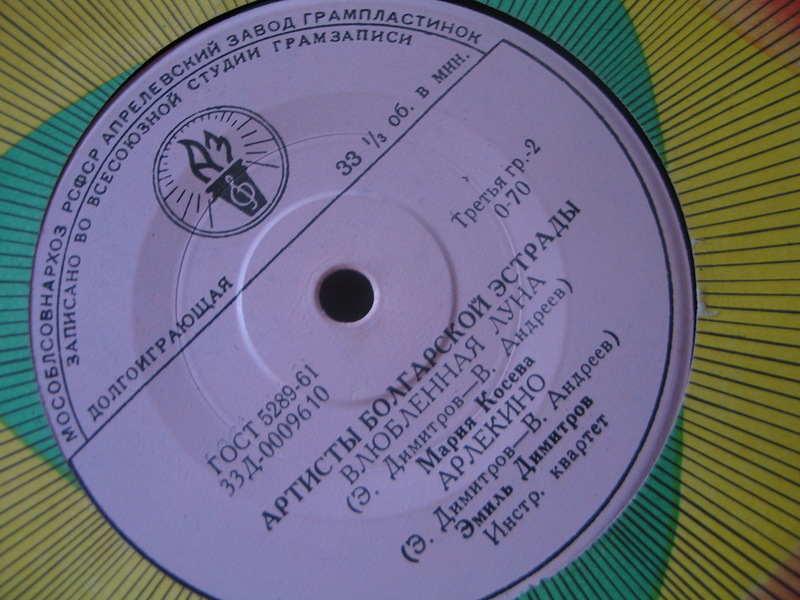 МОСОБЛСОВНАРХОЗ РСФСР АПРЕЛЕВСКИЙ ЗАВОД ГРАМПЛАСТИНОК
ЗАПИСАНО ВО ВСЕСОЮЗНОЙ СТУДИИ ГРАМЗАПИСИ
ДОЛГОИГРАЮЩАЯ
33 1/3 об. в мин.
Третья гр.-2
0-70
ГОСТ 5289-61
33Д-0009610
АРТИСТЫ БОЛГАРСКОЙ ЭСТРАДЫ
ВЛЮБЛЕННАЯ ЛУНА
(Э. Димитров—В. Андреев)
Мария Косева
АРЛЕКИНО
(Э. Димитров—В. Андреев)
Эмиль Димитров
Инстр. квартет